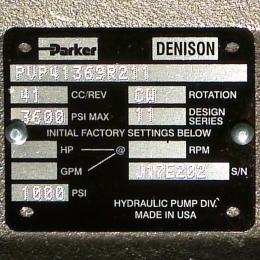 Parker DENISON
PVP41369R211
41 CC/REV CW ROTATION
3600 PSI MAX 11 DESIGN SERIES
INITIAL FACTORY SETTINGS BELOW
HP @ RPM
GPM J17E202 S/N
1000 PSI
HYDRAULIC PUMP DIV.
MADE IN USA